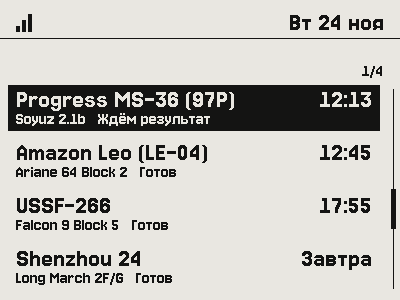 Вт 24 ноя
1/4
Progress MS-36 (97P) 12:13
Soyuz 2.1b Ждём результат
Amazon Leo (LE-04) 12:45
Ariane 64 Block 2 Готов
USSF-266 17:55
Falcon 9 Block 5 Готов
Shenzhou 24 Завтра
Long March 2F/G Готов